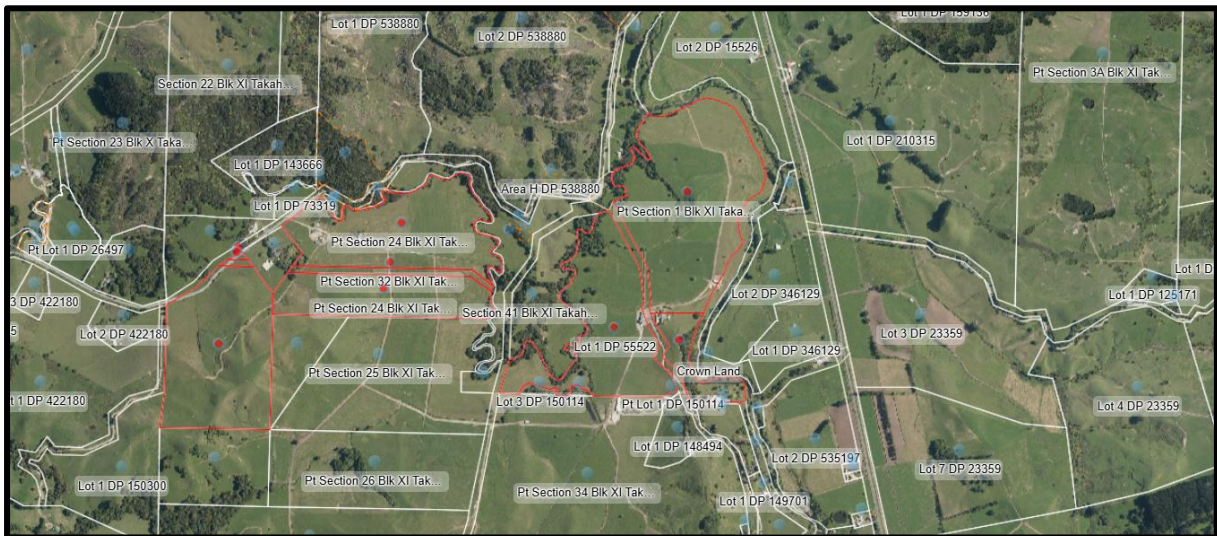 Lot 1 DP 159138
Lot 1 DP 538880
Lot 2 DP 538880
Lot 2 DP 15526
Pt Section 3A Blk XI Tak...
Section 22 Blk XI Takah...
Pt Section 23 Blk X Taka...
Lot 1 DP 210315
Lot 1 DP 143666
Area H DP 538880
Lot 1 DP 73319
Pt Section 1 Blk XI Taka...
Pt Lot 1 DP 26497
Pt Section 24 Blk XI Tak...
Lot 1 D
Lot 1 DP 125171
Pt Section 32 Blk XI Tak...
Lot 2 DP 346129
3 DP 422180
Pt Section 24 Blk XI Tak...
Section 41 Blk XI Takah...
Lot 3 DP 23359
5
Lot 2 DP 422180
Lot 1 DP 55522
Lot 1 DP 346129
Pt Section 25 Blk XI Tak...
Crown Land
t 1 DP 422180
Lot 3 DP 150114
Pt Lot 1 DP 150114
Lot 4 DP 23359
Lot 1 DP 148494
Lot 2 DP 535197
Lot 7 DP 23359
Lot 1 DP 150300
Pt Section 26 Blk XI Tak...
Pt Section 34 Blk XI Tak...
Lot 1 DP 149701